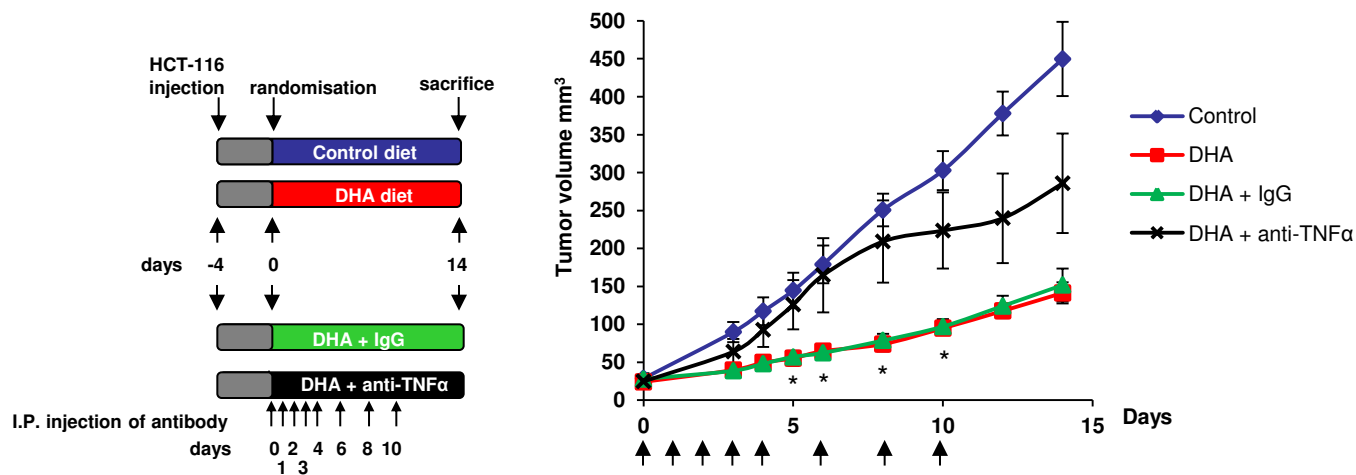 HCT-116
injection
randomisation
sacrifice
Control diet
DHA diet
days -4 0 14
DHA + IgG
DHA + anti-TNFα
I.P. injection of antibody
days 0 2 4 6 8 10
1 3
Tumor volume mm³
500
450
400
350
300
250
200
150
100
50
0
* * * *
0 5 10 15 Days
Control
DHA
DHA + IgG
DHA + anti-TNFα